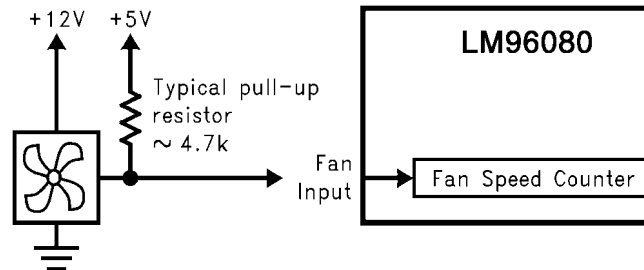 +12V +5V
LM96080
Typical pull-up
resistor
~ 4.7k
Fan
Input
Fan Speed Counter